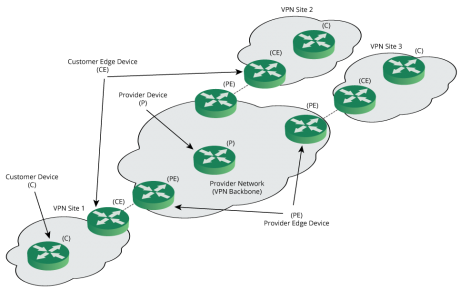 VPN Site 2
(C)
VPN Site 3
(C)
Customer Edge Device
(CE)
(CE)
(CE)
Provider Device
(P)
(PE)
(PE)
(P)
Customer Device
(C)
(PE)
Provider Network
(VPN Backbone)
VPN Site 1
(CE)
(PE)
Provider Edge Device
(C)